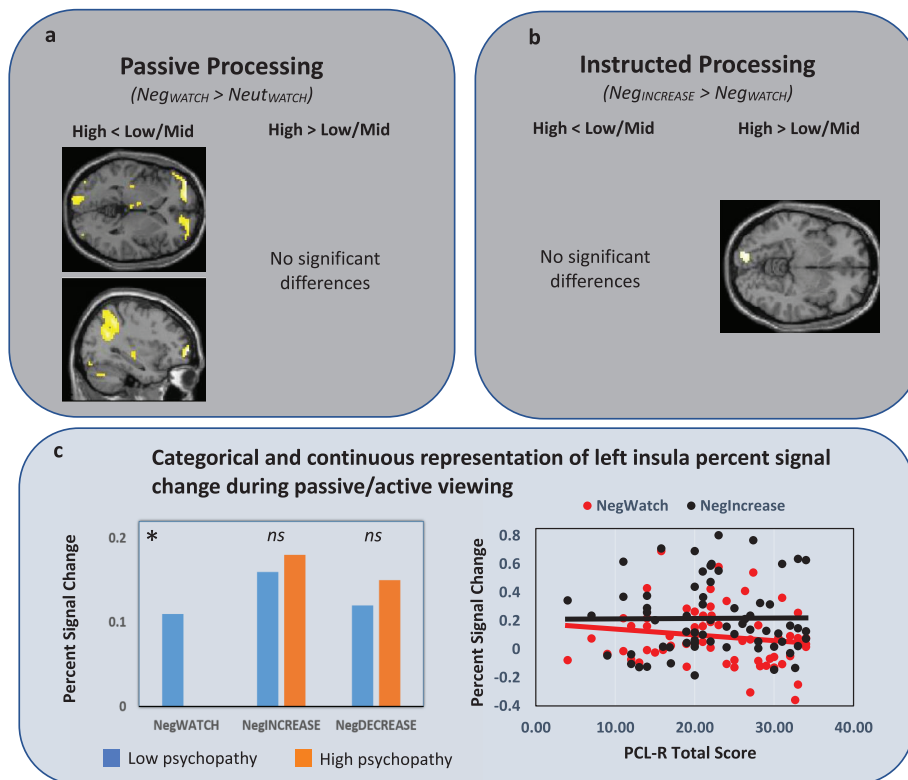 a
Passive Processing
(NegWATCH > NeutWATCH)
High < Low/Mid
High > Low/Mid
No significant
differences
b
Instructed Processing
(NegINCREASE > NegWATCH)
High < Low/Mid
High > Low/Mid
No significant
differences
c
Categorical and continuous representation of left insula percent signal
change during passive/active viewing
Percent Signal Change
0.2
0.1
0
*
ns
ns
NegWATCH
NegINCREASE
NegDECREASE
Low psychopathy
High psychopathy
NegWatch
NegIncrease
Percent Signal Change
0.8
0.6
0.4
0.2
0
-0.2
-0.4
0.00
10.00
20.00
30.00
40.00
PCL-R Total Score